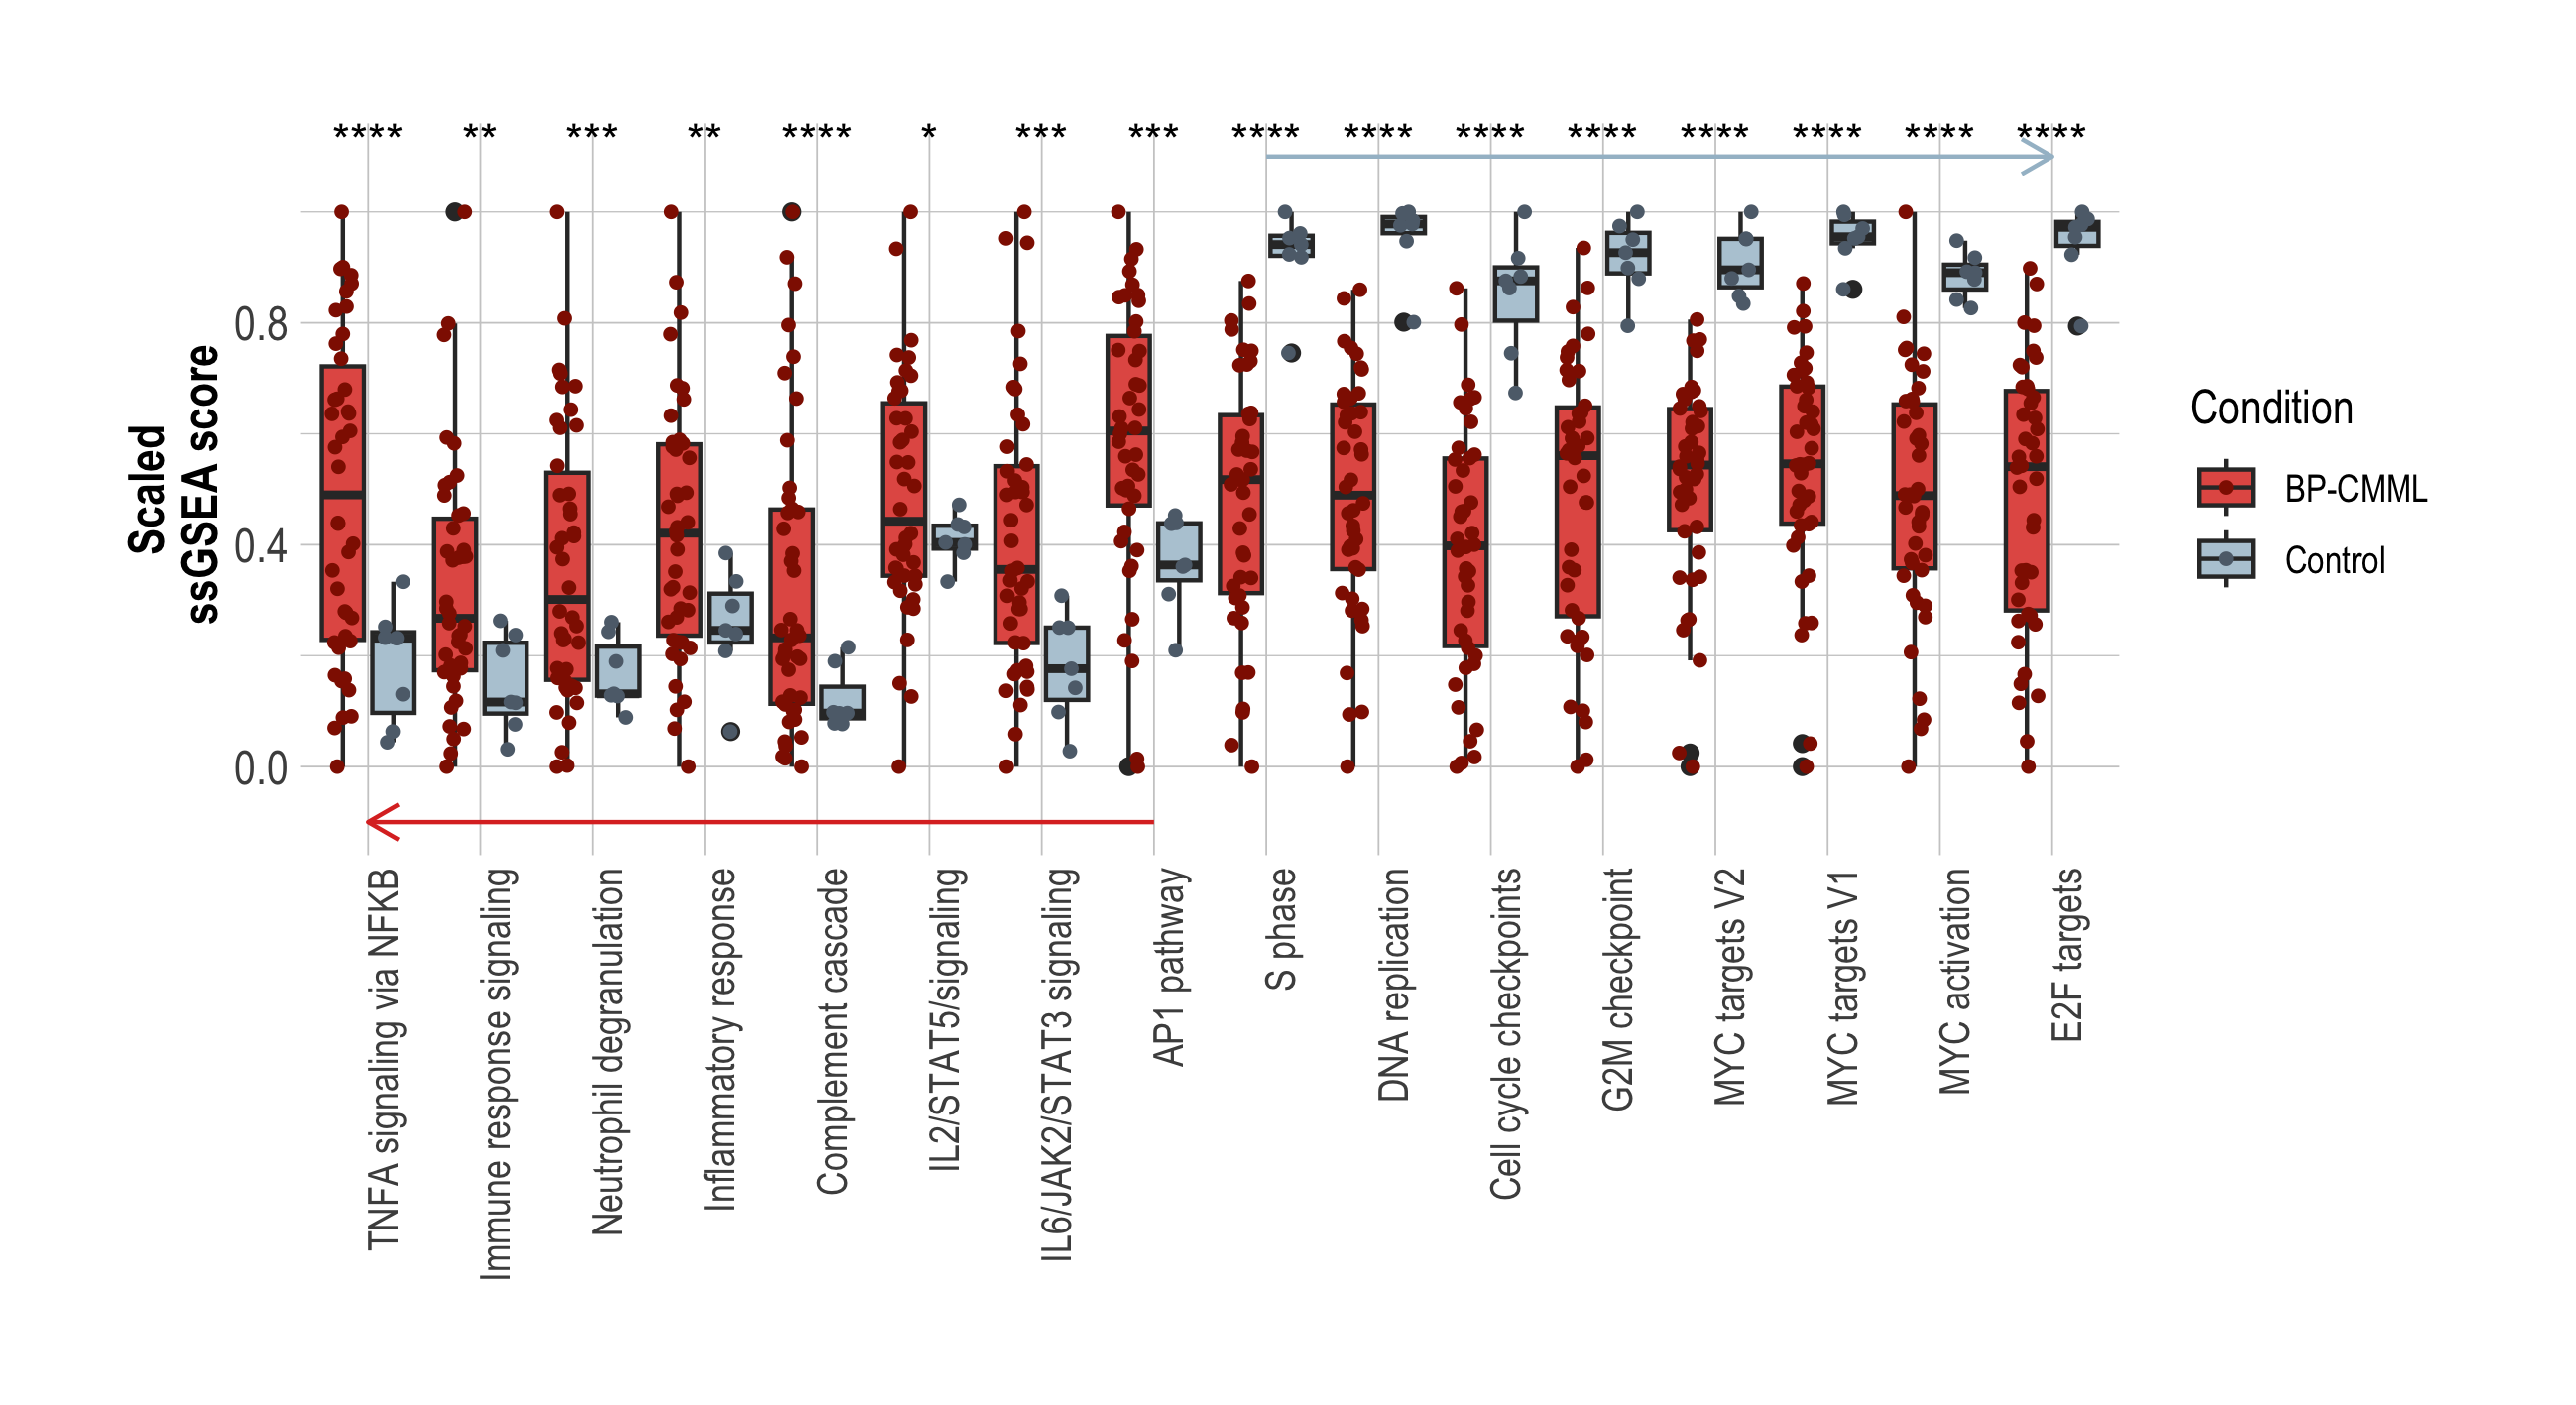 **** ** *** ** **** * *** *** **** **** **** **** **** **** **** ****
Scaled
ssGSEA score
0.8
0.4
0.0
TNFA signaling via NFKB
Immune response signaling
Neutrophil degranulation
Inflammatory response
Complement cascade
IL2/STAT5/signaling
IL6/JAK2/STAT3 signaling
AP1 pathway
S phase
DNA replication
Cell cycle checkpoints
G2M checkpoint
MYC targets V2
MYC targets V1
MYC activation
E2F targets
Condition
BP-CMML
Control